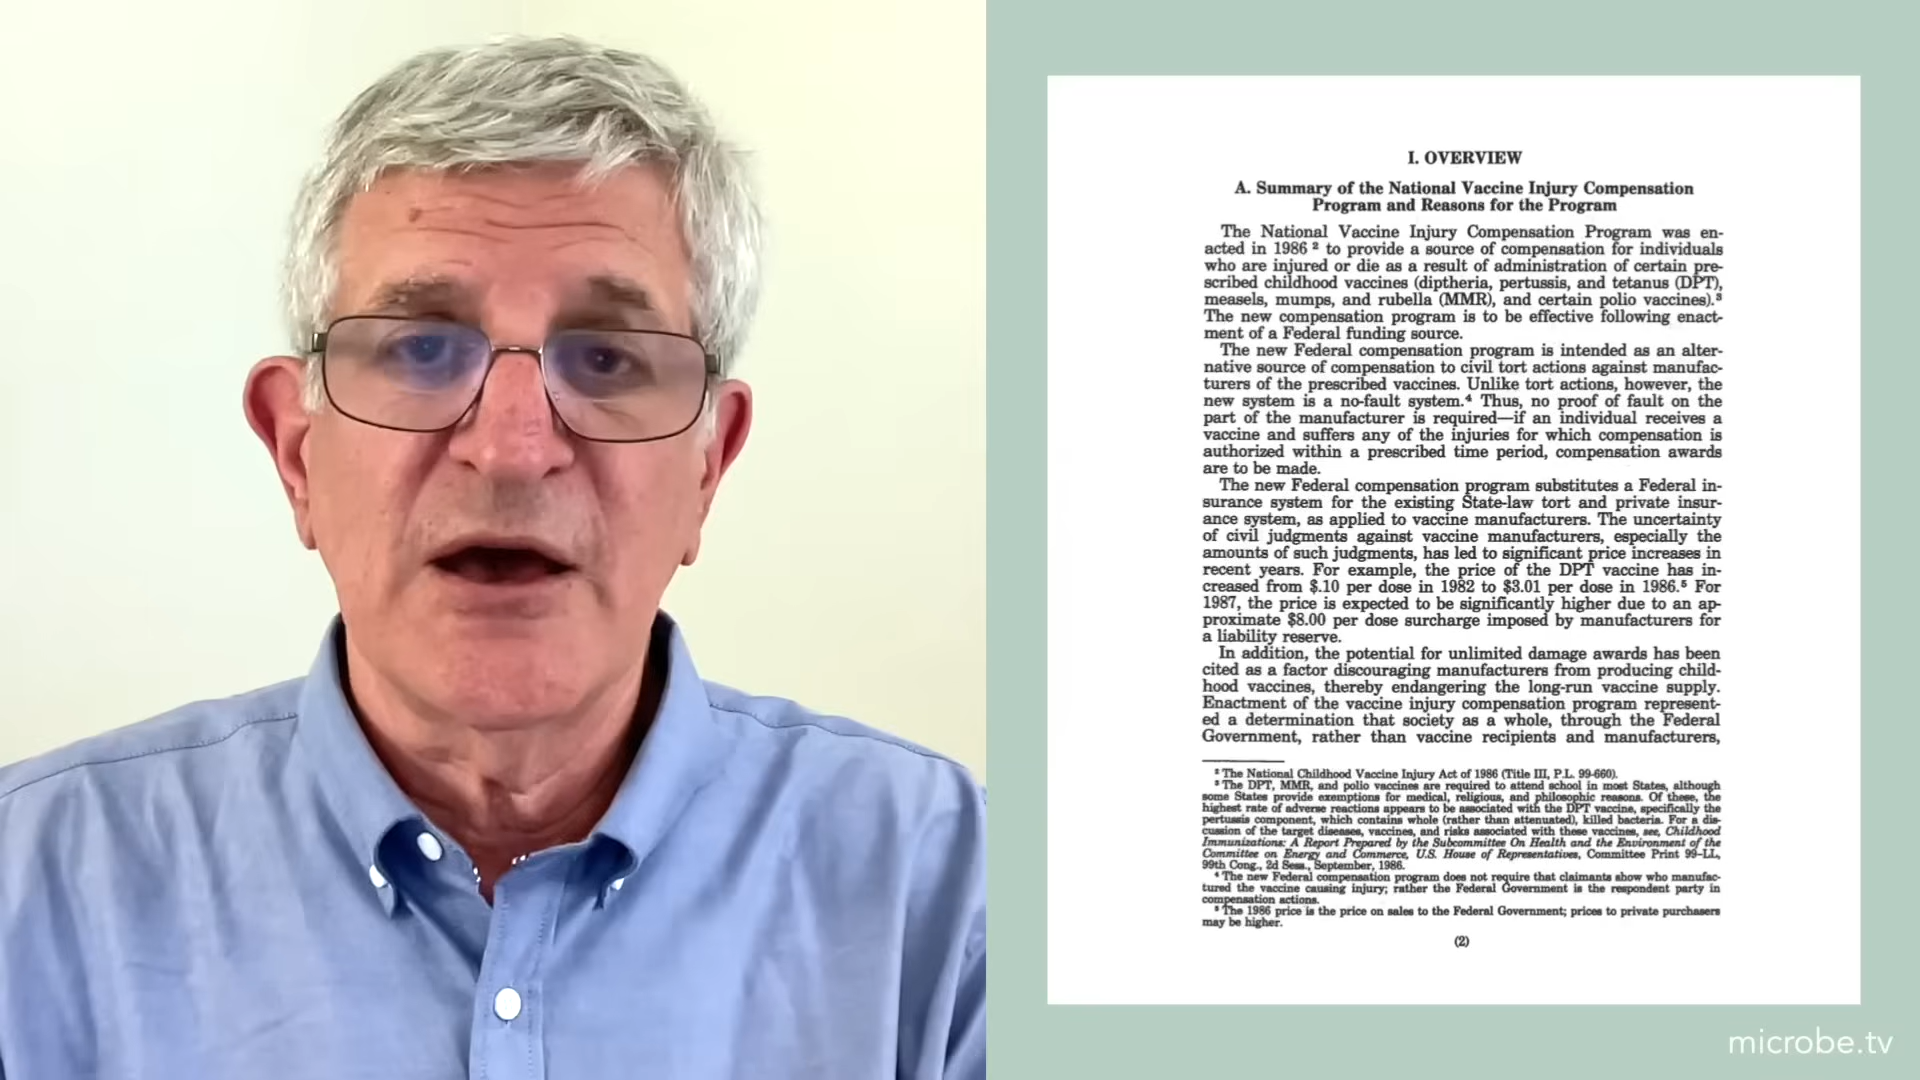 I. OVERVIEW
A. Summary of the National Vaccine Injury Compensation
Program and Reasons for the Program
The National Vaccine Injury Compensation Program was en-
acted in 1986 ² to provide a source of compensation for individuals
who are injured or die as a result of administration of certain pre-
scribed childhood vaccines (diptheria, pertussis, and tetanus (DPT),
measels, mumps, and rubella (MMR), and certain polio vaccines).³
The new compensation program is to be effective following enact-
ment of a Federal funding source.
The new Federal compensation program is intended as an alter-
native source of compensation to civil tort actions against manufac-
turers of the prescribed vaccines. Unlike tort actions, however, the
new system is a no-fault system.⁴ Thus, no proof of fault on the
part of the manufacturer is required—if an individual receives a
vaccine and suffers any of the injuries for which compensation is
authorized within a prescribed time period, compensation awards
are to be made.
The new Federal compensation program substitutes a Federal in-
surance system for the existing State-law tort and private insur-
ance system, as applied to vaccine manufacturers. The uncertainty
of civil judgments against vaccine manufacturers, especially the
amounts of such judgments, has led to significant price increases in
recent years. For example, the price of the DPT vaccine has in-
creased from $.10 per dose in 1982 to $3.01 per dose in 1986.⁵ For
1987, the price is expected to be significantly higher due to an ap-
proximate $8.00 per dose surcharge imposed by manufacturers for
a liability reserve.
In addition, the potential for unlimited damage awards has been
cited as a factor discouraging manufacturers from producing child-
hood vaccines, thereby endangering the long-run vaccine supply.
Enactment of the vaccine injury compensation program represent-
ed a determination that society as a whole, through the Federal
Government, rather than vaccine recipients and manufacturers,
² The National Childhood Vaccine Injury Act of 1986 (Title III, P.L. 99-660).
³ The DPT, MMR, and polio vaccines are required to attend school in most States, although
some States provide exemptions for medical, religious, and philosophic reasons. Of these, the
highest rate of adverse reactions appears to be associated with the DPT vaccine, specifically the
pertussis component, which contains whole (rather than attenuated), killed bacteria. For a dis-
cussion of the target diseases, vaccines, and risks associated with these vaccines, see, Childhood
Immunizations: A Report Prepared by the Subcommittee On Health and the Environment of the
Committee on Energy and Commerce, U.S. House of Representatives, Committee Print 99-LL,
99th Cong., 2d Sess., September, 1986.
⁴ The new Federal compensation program does not require that claimants show who manufac-
tured the vaccine causing injury; rather the Federal Government is the respondent party in
compensation actions.
⁵ The 1986 price is the price on sales to the Federal Government; prices to private purchasers
may be higher.
(2)
microbe.tv